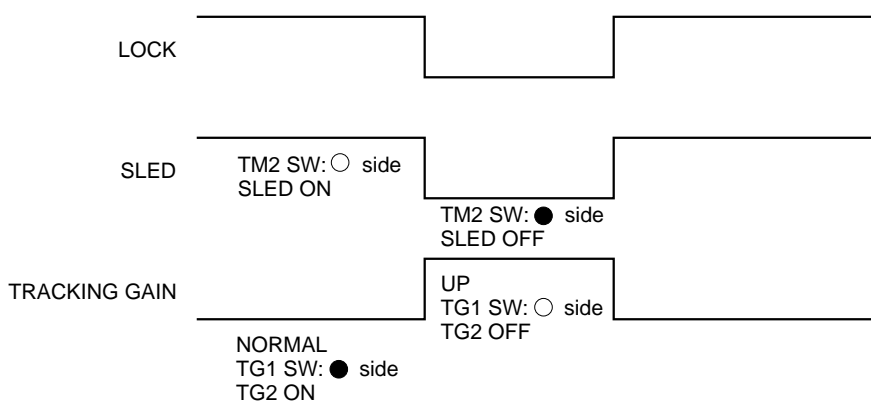 LOCK
SLED
TM2 SW: ○ side
SLED ON
TM2 SW: ● side
SLED OFF
TRACKING GAIN
UP
TG1 SW: ○ side
TG2 OFF
NORMAL
TG1 SW: ● side
TG2 ON